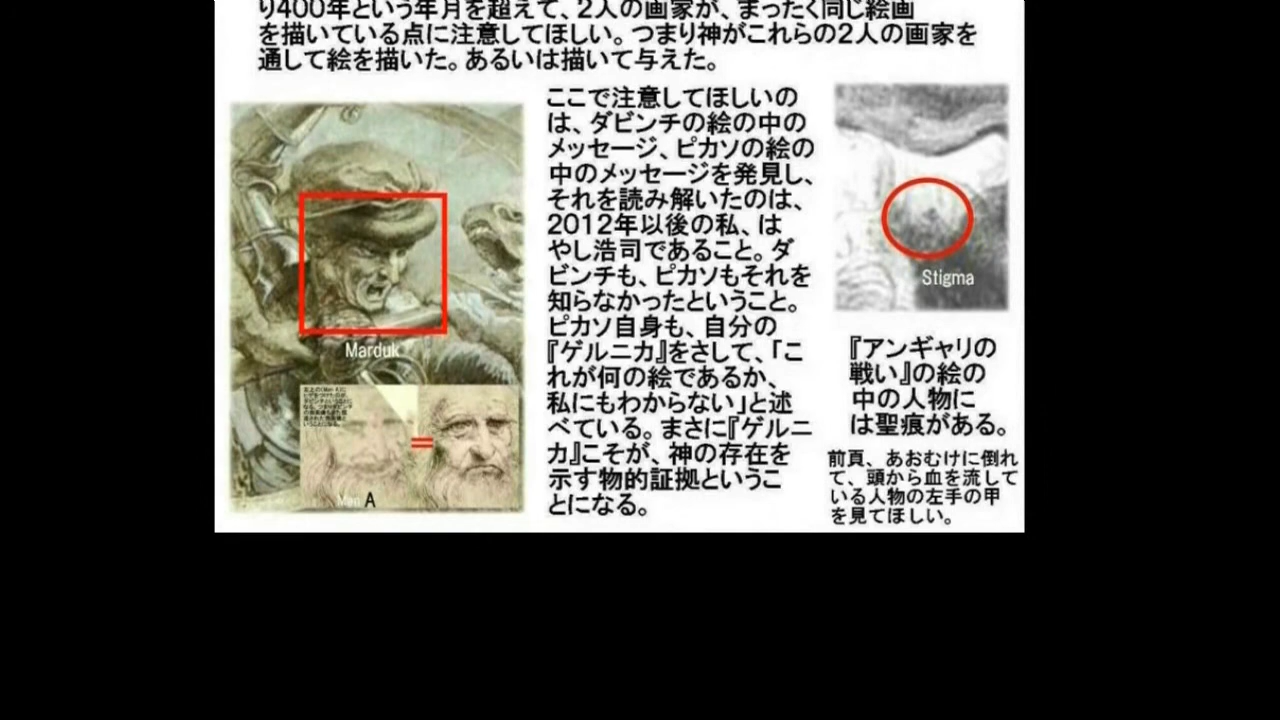 り400年という年月を超えて、2人の画家が、まったく同じ絵画
を描いている点に注意してほしい。つまり神がこれらの2人の画家を
通して絵を描いた。あるいは描いて与えた。
ここで注意してほしいの
は、ダビンチの絵の中の
メッセージ、ピカソの絵の
中のメッセージを発見し、
それを読み解いたのは、
2012年以後の私、は
やし浩司であること。ダ
ビンチも、ピカソもそれを
知らなかったということ。
ピカソ自身も、自分の
『ゲルニカ』をさして、「こ
れが何の絵であるか、
私にもわからない」と述
べている。まさに『ゲルニ
カ』こそが、神の存在を
示す物的証拠というこ
とになる。
Marduk
=
Man A
Stigma
『アンギャリの
戦い』の絵の
中の人物に
は聖痕がある。
前頁、あおむけに倒れ
て、頭から血を流して
いる人物の左手の甲
を見てほしい。